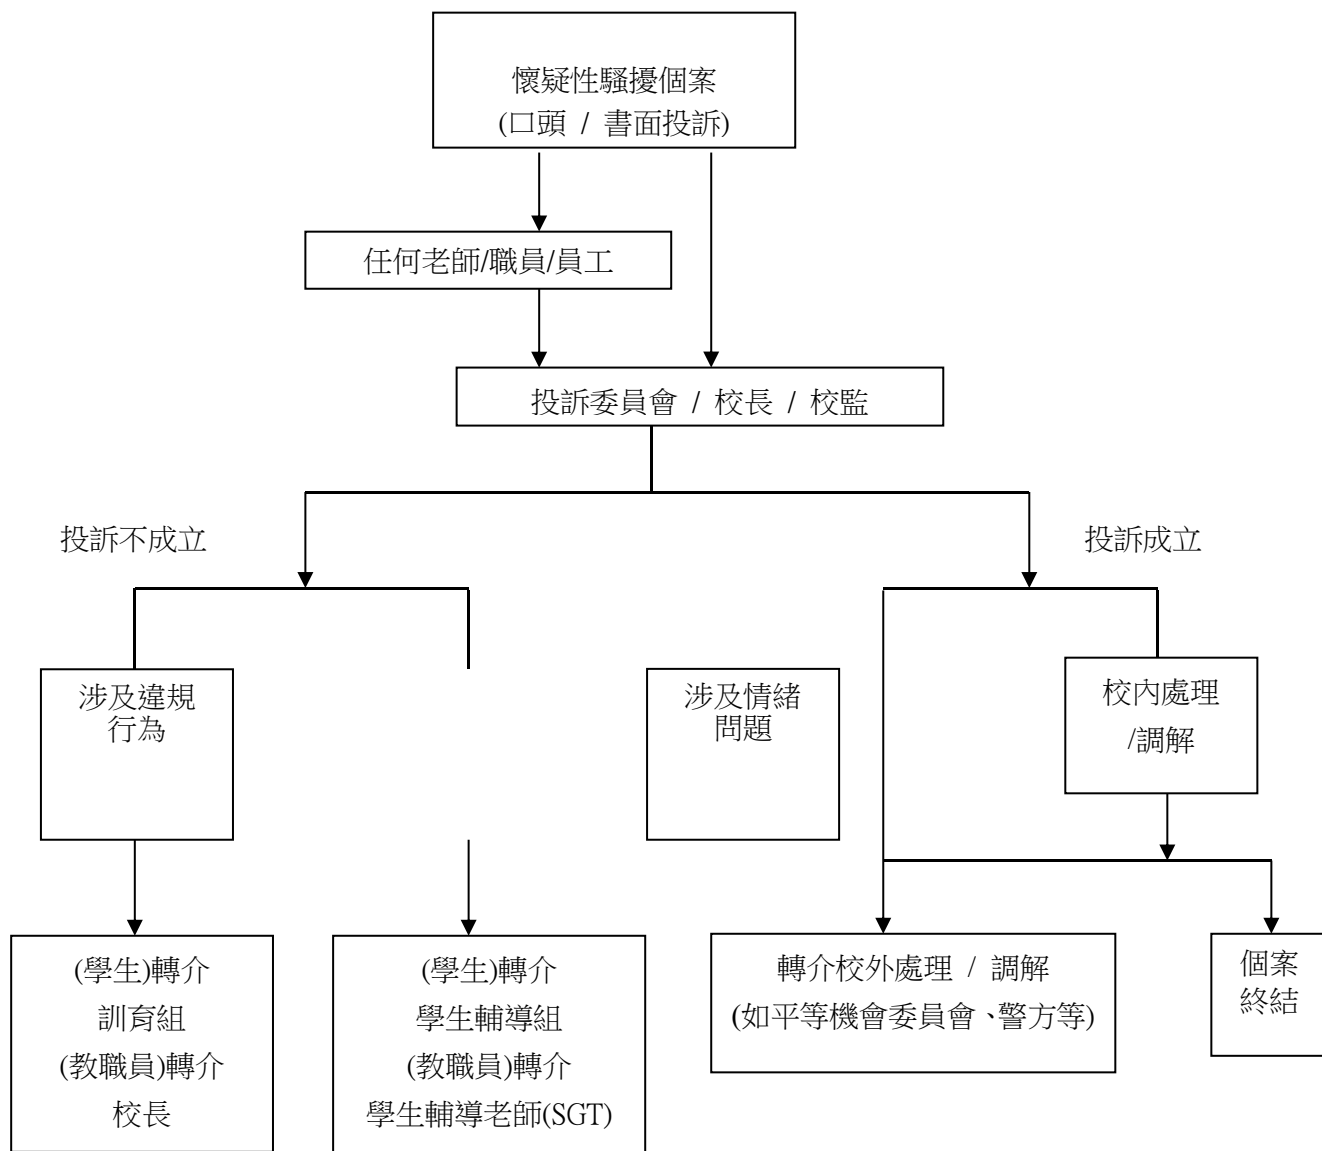 懷疑性騷擾個案
(口頭 / 書面投訴)
任何老師/職員/員工
投訴委員會 / 校長 / 校監
投訴不成立
投訴成立
涉及違規
行為
涉及情緒
問題
校內處理
/調解
(學生)轉介
訓育組
(教職員)轉介
校長
(學生)轉介
學生輔導組
(教職員)轉介
學生輔導老師(SGT)
轉介校外處理 / 調解
(如平等機會委員會、警方等)
個案
終結